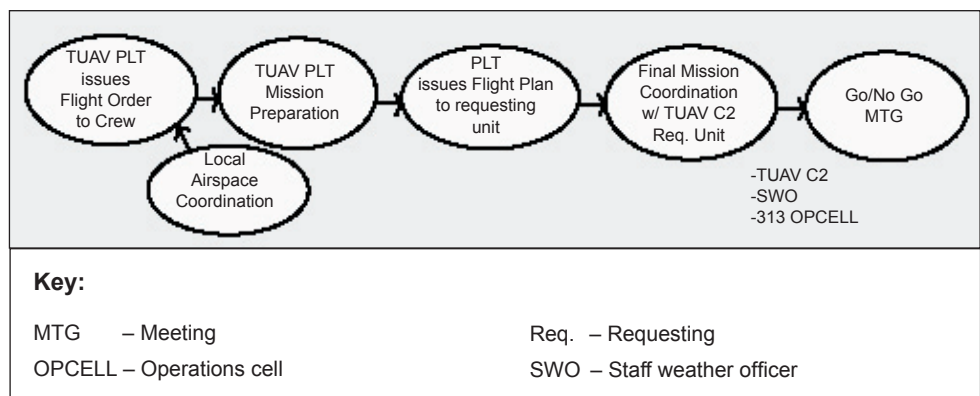 TUAV PLT
issues
Flight Order
to Crew
TUAV PLT
Mission
Preparation
PLT
issues Flight Plan
to requesting
unit
Final Mission
Coordination
w/ TUAV C2
Req. Unit
Go/No Go
MTG
Local
Airspace
Coordination
-TUAV C2
-SWO
-313 OPCELL
Key:
MTG – Meeting
OPCELL – Operations cell
Req. – Requesting
SWO – Staff weather officer